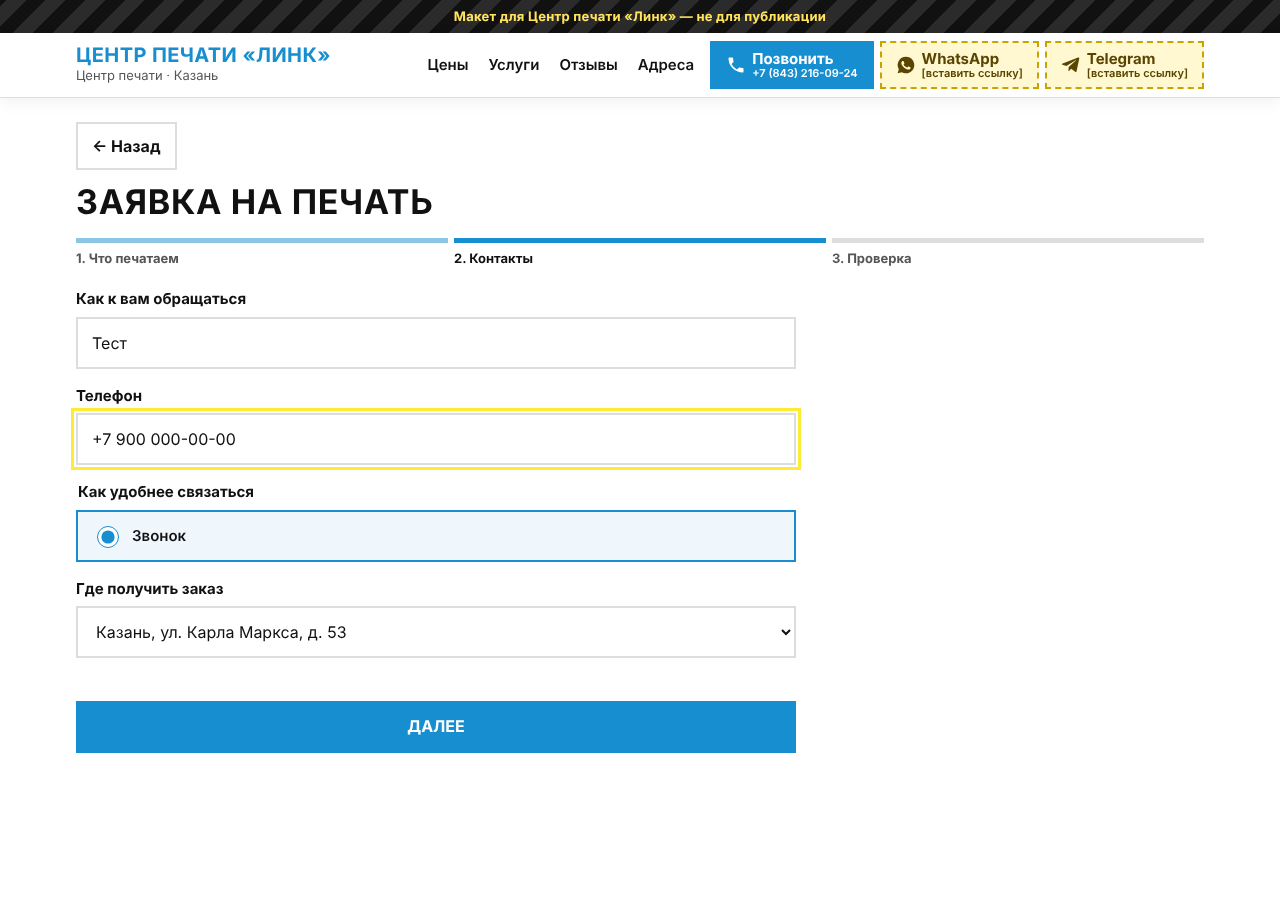 Макет для Центр печати «Линк» — не для публикации
ЦЕНТР ПЕЧАТИ «ЛИНК»
Центр печати · Казань
Цены
Услуги
Отзывы
Адреса
Позвонить
+7 (843) 216-09-24
WhatsApp
[вставить ссылку]
Telegram
[вставить ссылку]
← Назад
ЗАЯВКА НА ПЕЧАТЬ
1. Что печатаем
2. Контакты
3. Проверка
Как к вам обращаться
Тест
Телефон
+7 900 000-00-00
Как удобнее связаться
Звонок
Где получить заказ
Казань, ул. Карла Маркса, д. 53
ДАЛЕЕ